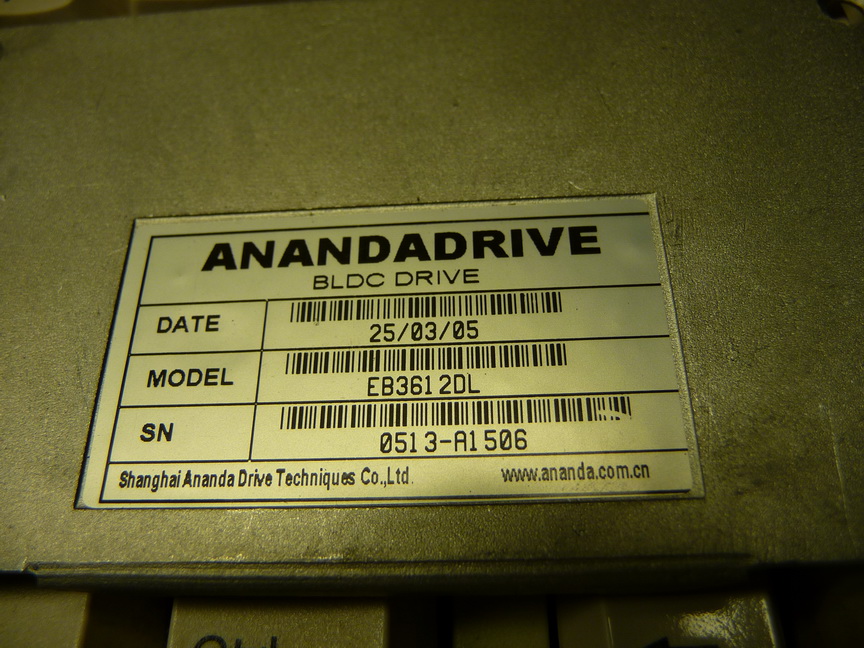 ANANDADRIVE
BLDC DRIVE
DATE 25/03/05
MODEL EB3612DL
SN 0513-A1506
Shanghai Ananda Drive Techniques Co.,Ltd. www.ananda.com.cn